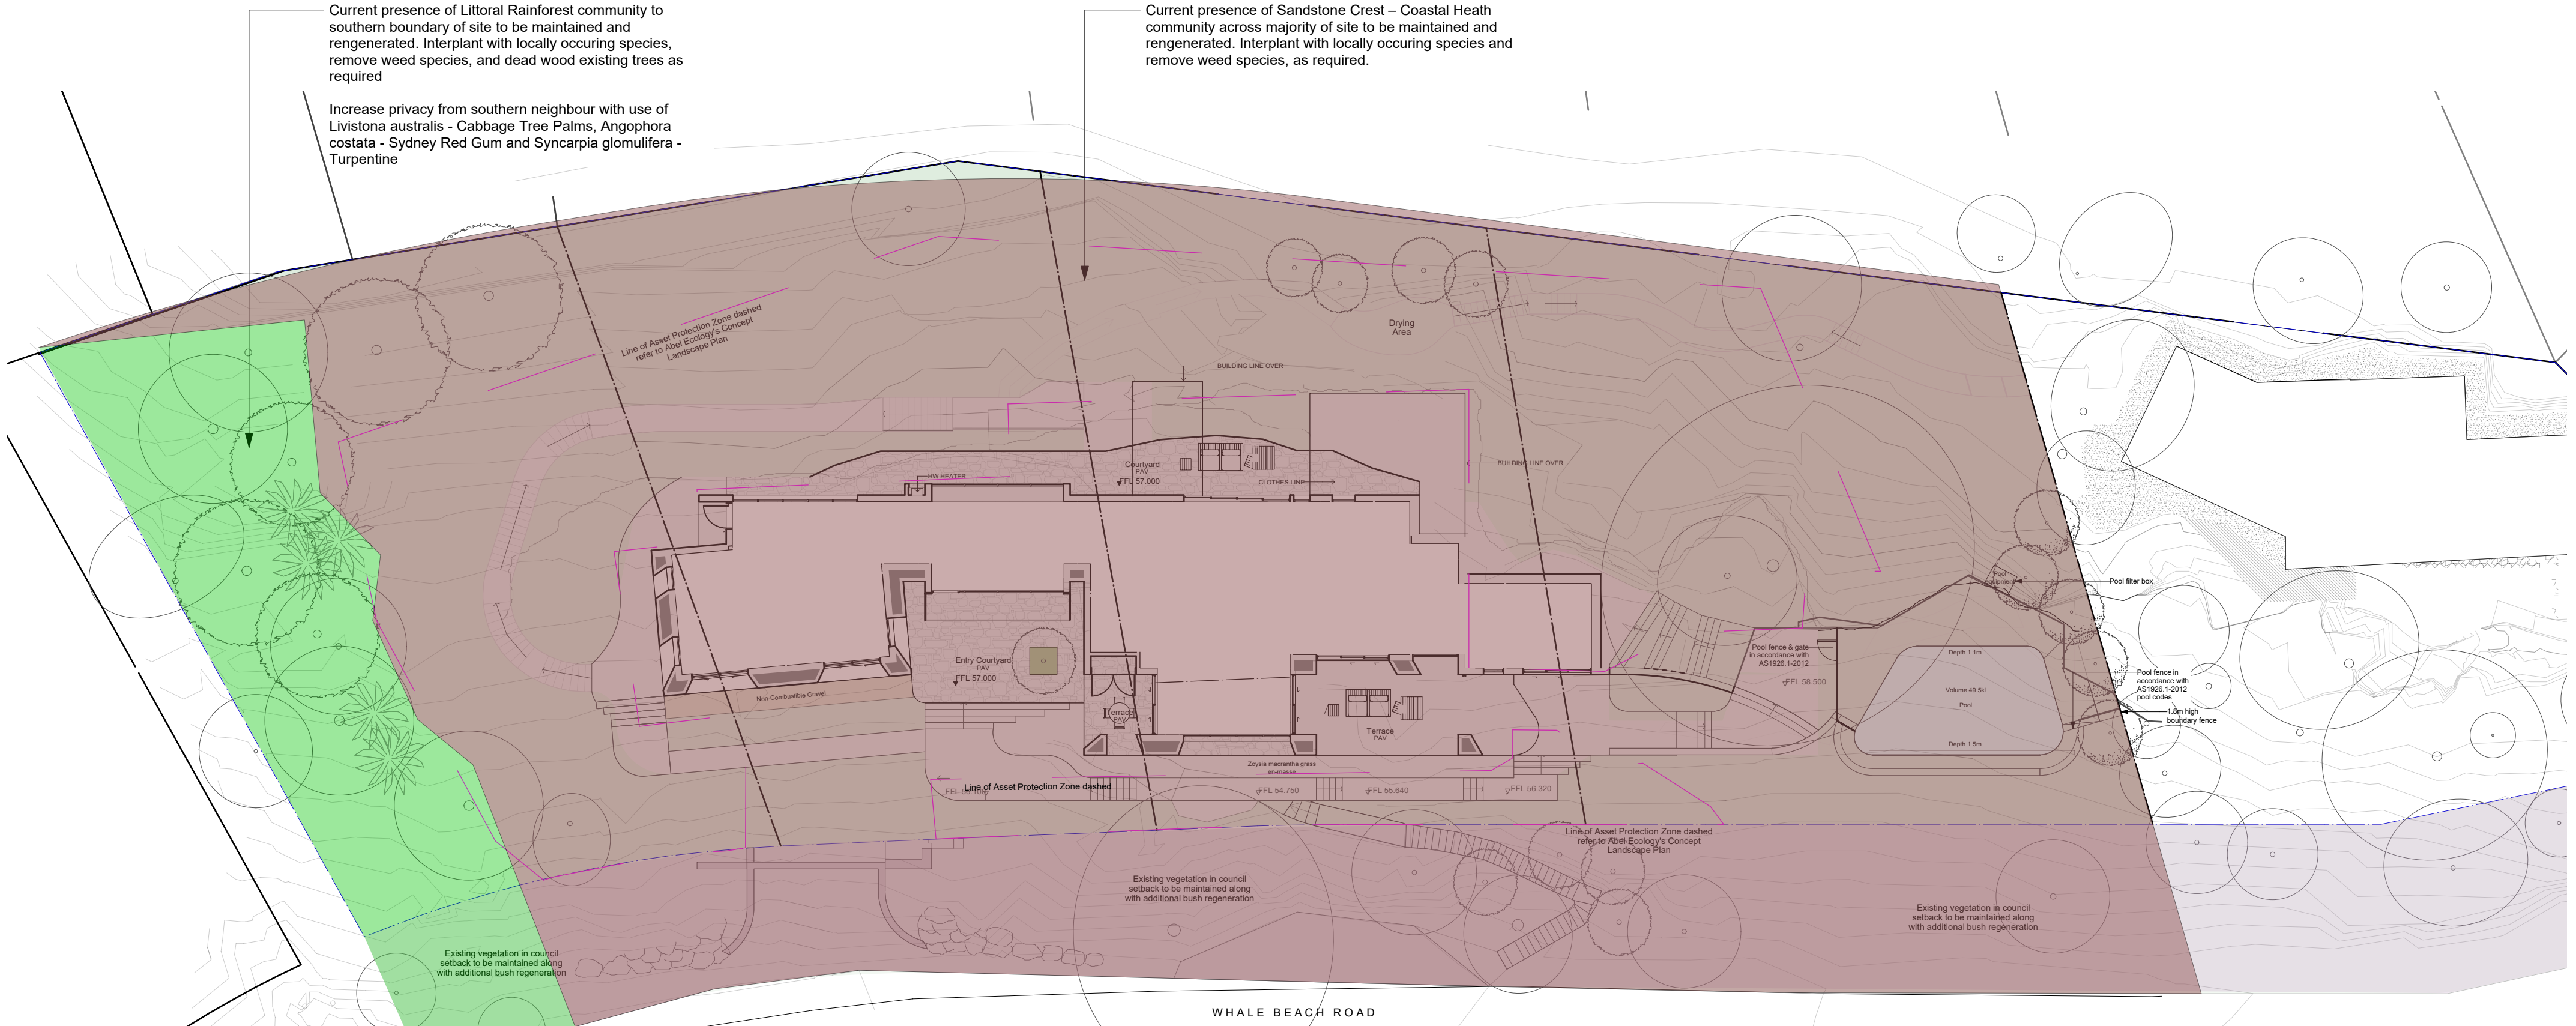 Current presence of Littoral Rainforest community to
southern boundary of site to be maintained and
rengenerated. Interplant with locally occuring species,
remove weed species, and dead wood existing trees as
required
Increase privacy from southern neighbour with use of
Livistona australis - Cabbage Tree Palms, Angophora
costata - Sydney Red Gum and Syncarpia glomulifera -
Turpentine
Current presence of Sandstone Crest – Coastal Heath
community across majority of site to be maintained and
rengenerated. Interplant with locally occuring species and
remove weed species, as required.
Line of Asset Protection Zone dashed
refer to Abel Ecology's Concept
Landscape Plan
Drying
Area
BUILDING LINE OVER
BUILDING LINE OVER
Courtyard
PAV
FFL 57.000
HW HEATER
CLOTHES LINE
Pool
equipment
Pool filter box
Entry Courtyard
PAV
FFL 57.000
Non-Combustible Gravel
Pool fence & gate
in accordance with
AS1926.1-2012
FFL 58.500
Depth 1.1m
Volume 49.5kl
Pool
Depth 1.5m
Pool fence in
accordance with
AS1926.1-2012
pool codes
1.8m high
boundary fence
Terrace
PAV
Terrace
PAV
Zoysia macrantha grass
en-masse
Line of Asset Protection Zone dashed
FFL
FFL 54.750
FFL 55.640
FFL 56.320
Line of Asset Protection Zone dashed
refer to Abel Ecology's Concept
Landscape Plan
Existing vegetation in council
setback to be maintained along
with additional bush regeneration
Existing vegetation in council
setback to be maintained along
with additional bush regeneration
Existing vegetation in council
setback to be maintained along
with additional bush regeneration
WHALE BEACH ROAD